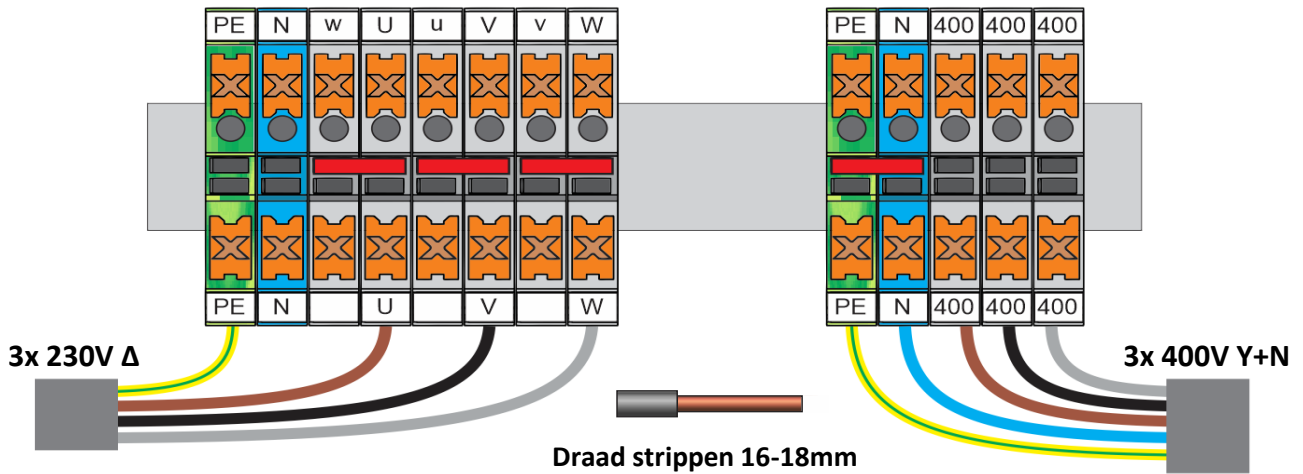 PE N w U u V v W
PE N 400 400 400
PE N U V W
PE N 400 400 400
3x 230V Δ
3x 400V Y+N
Draad strippen 16-18mm